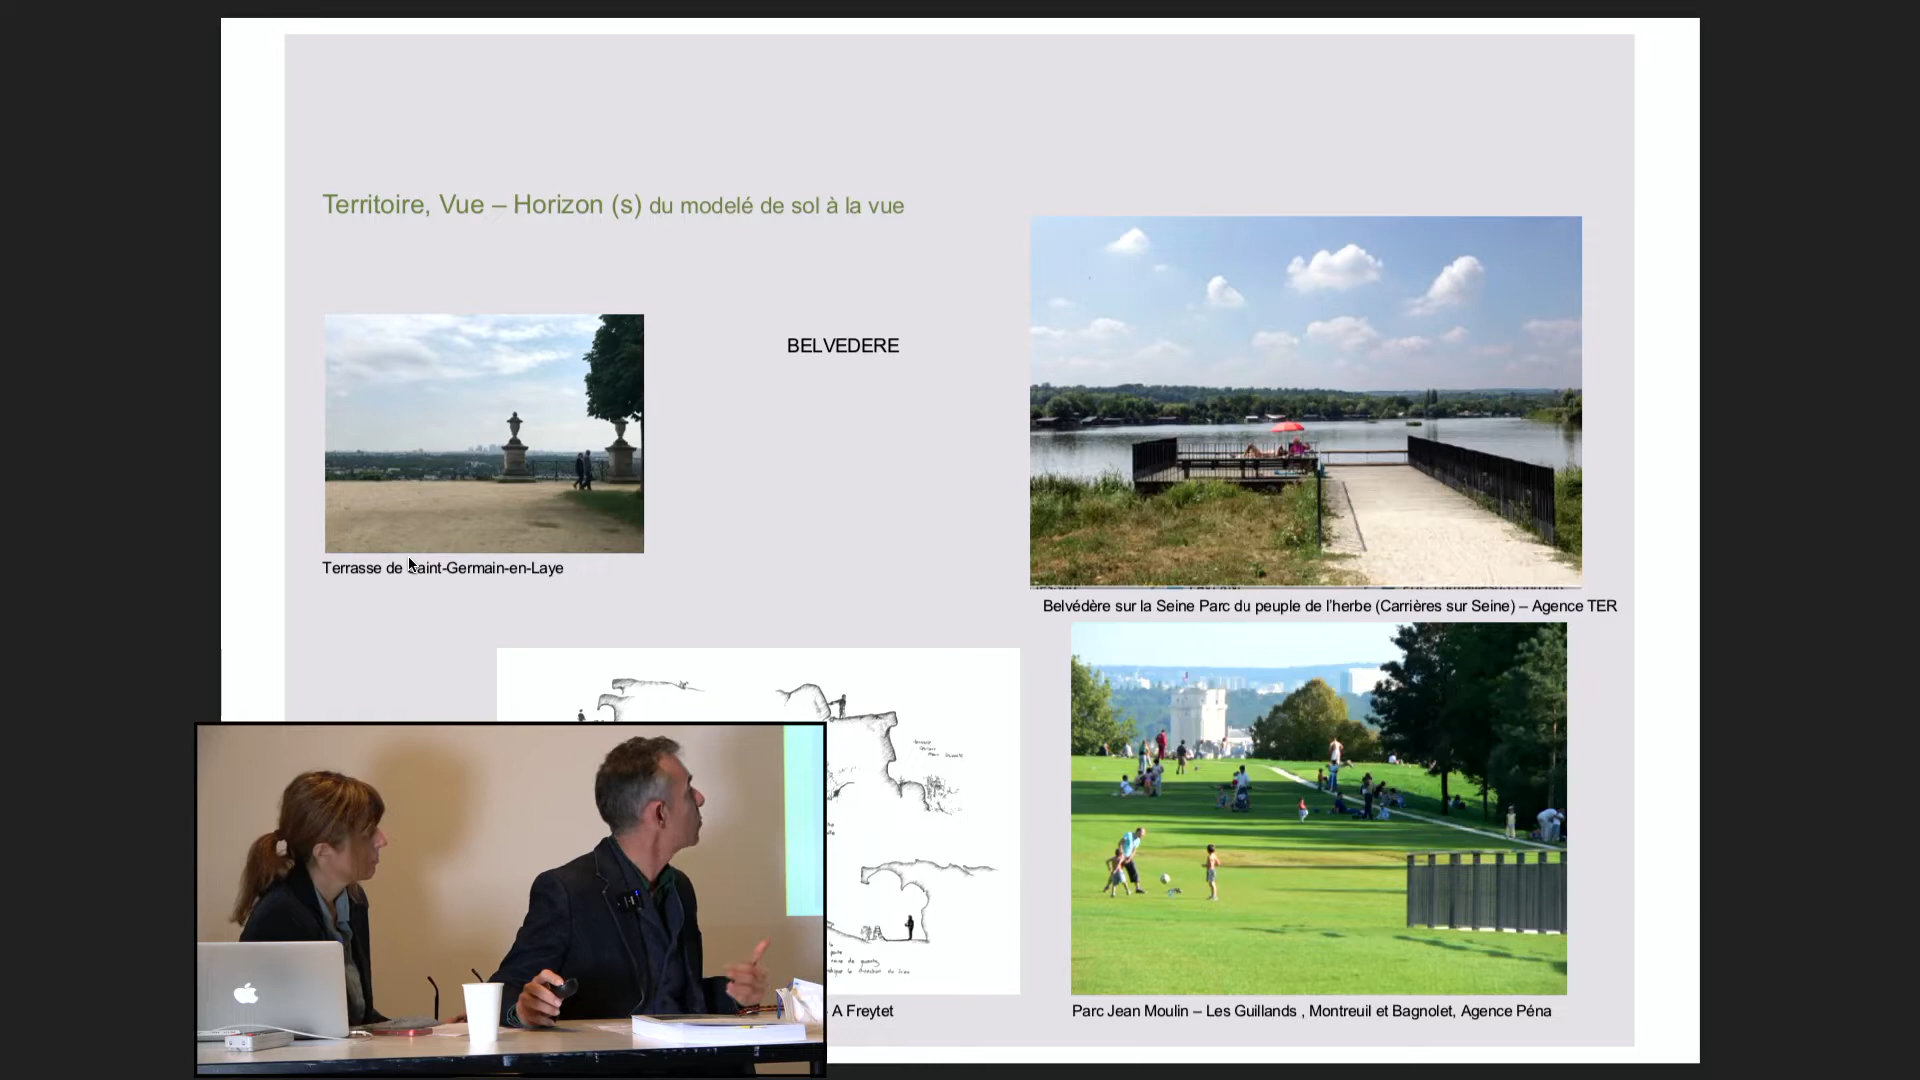 Territoire, Vue – Horizon (s) du modelé de sol à la vue
BELVEDERE
Terrasse de Saint-Germain-en-Laye
Belvédère sur la Seine Parc du peuple de l'herbe (Carrières sur Seine) – Agence TER
A Freytet
Parc Jean Moulin – Les Guillands , Montreuil et Bagnolet, Agence Péna